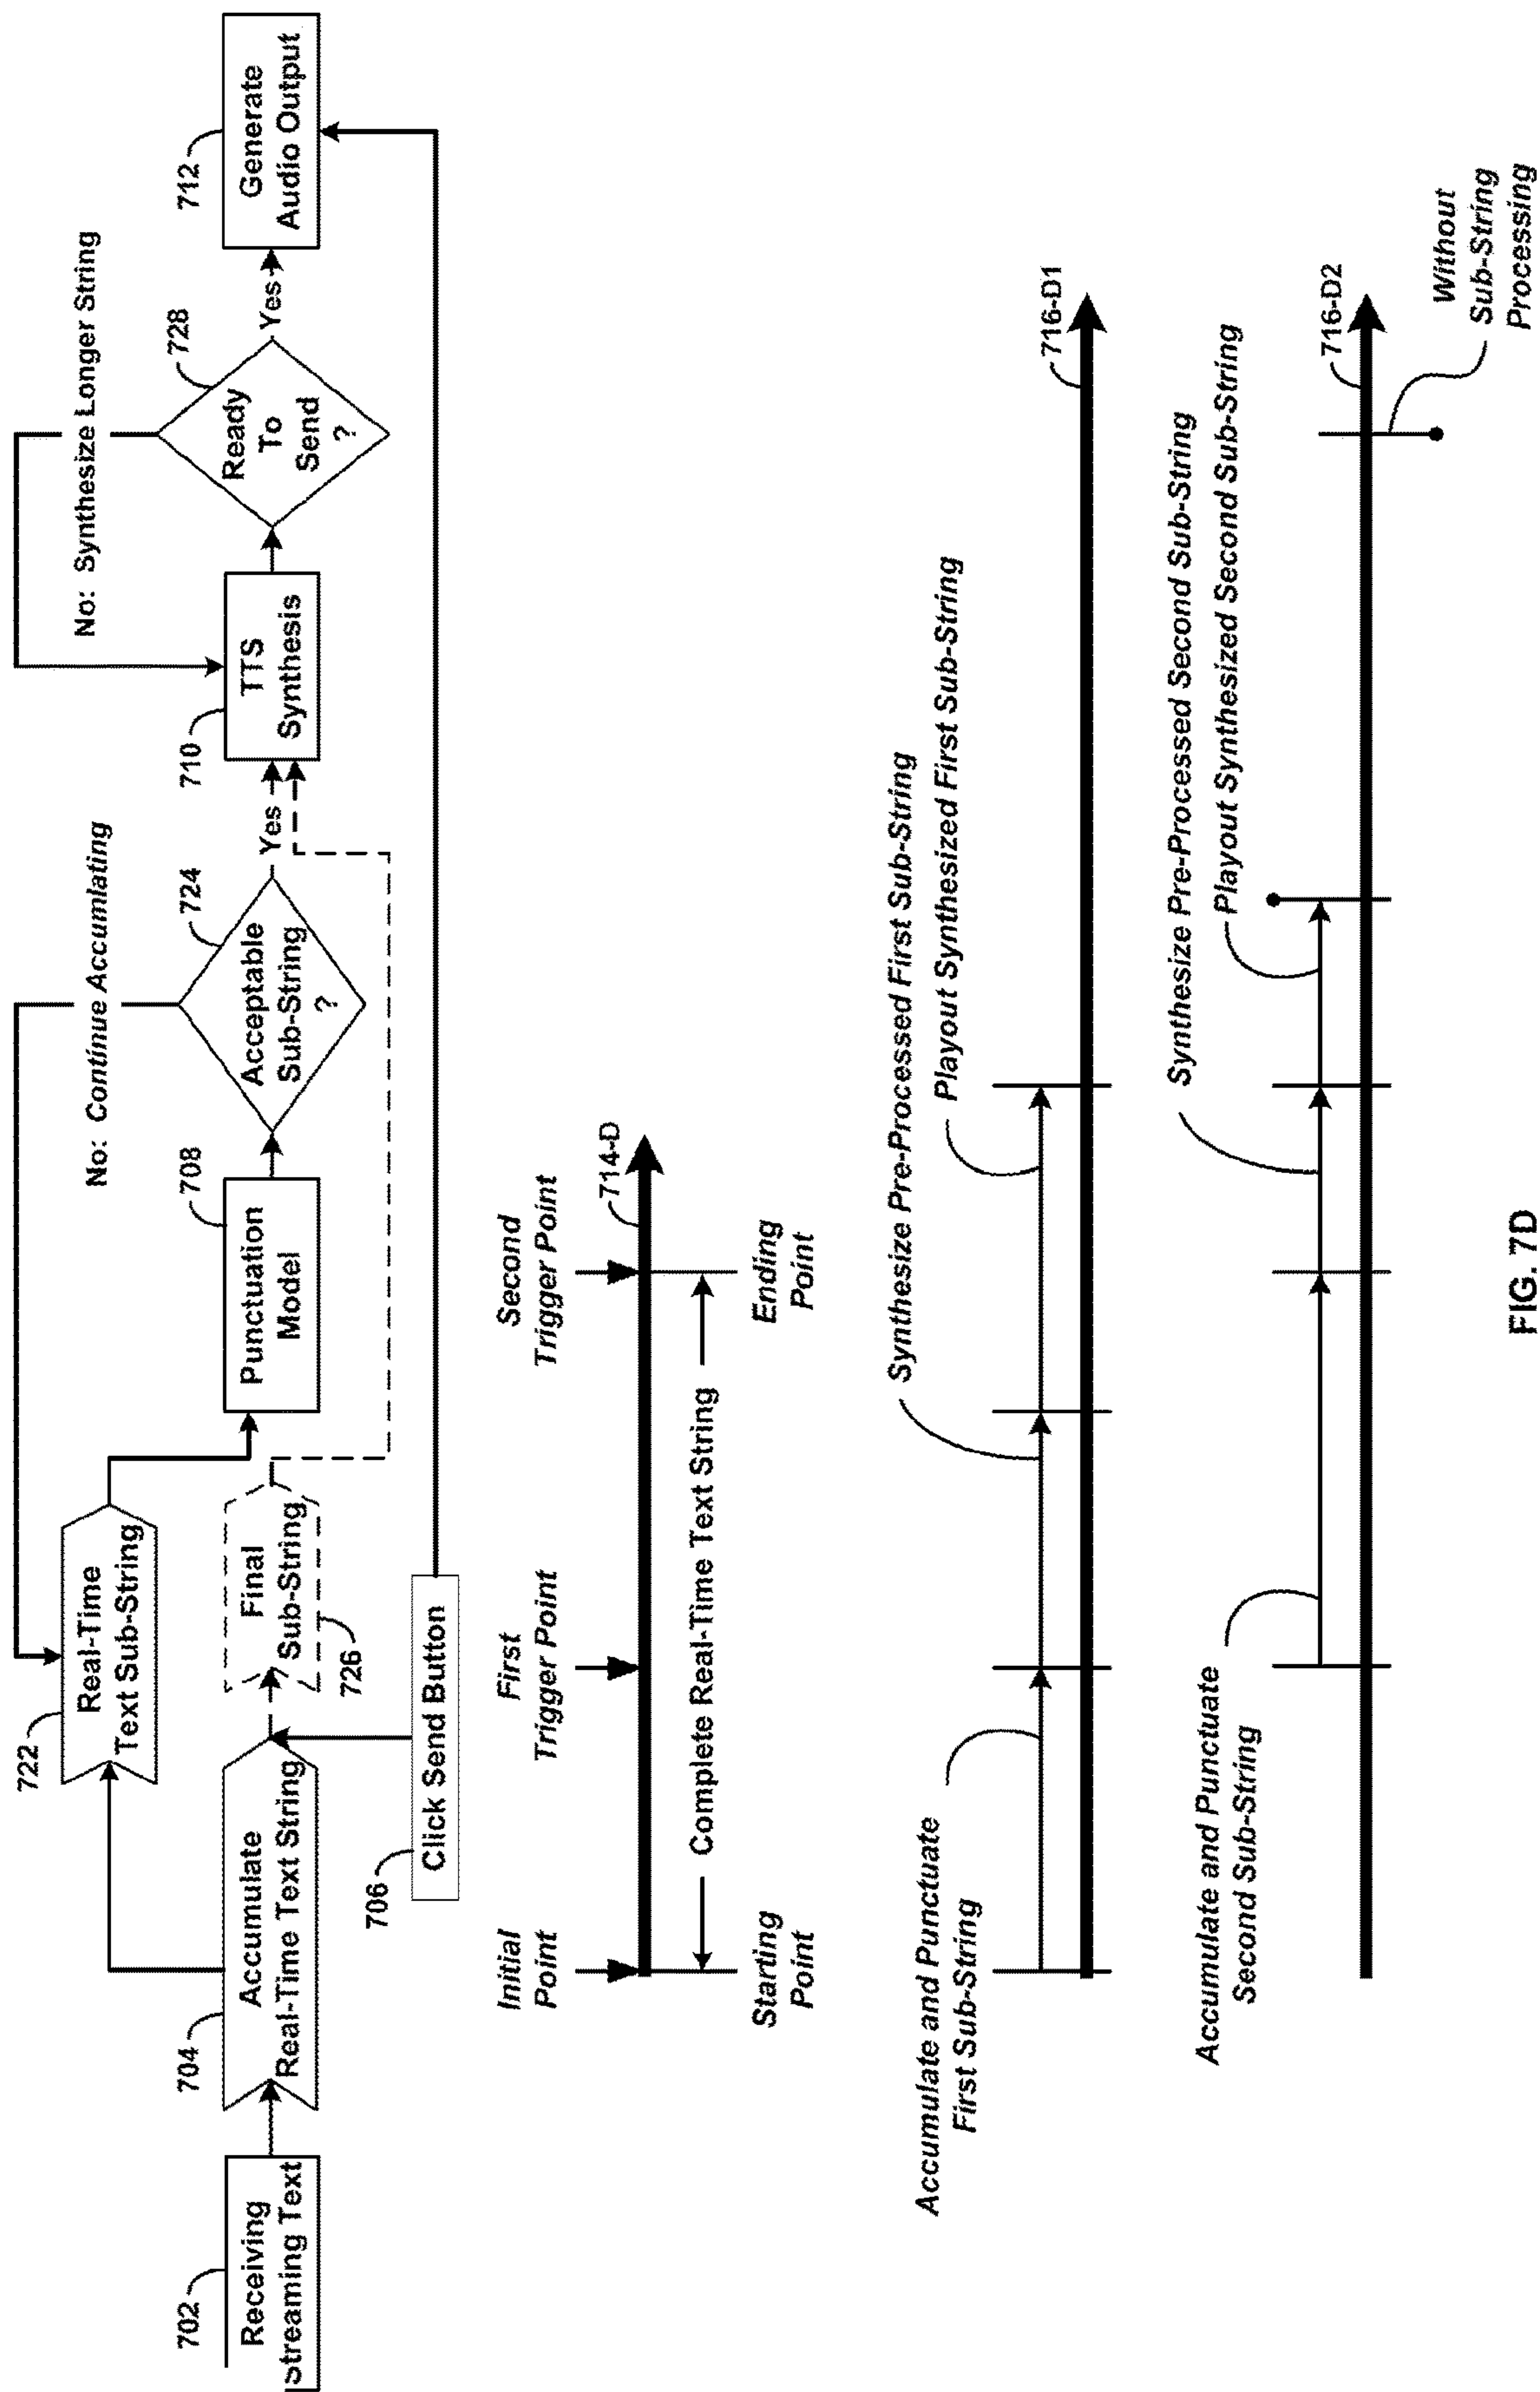 702
Receiving
Streaming Text
704
Accumulate
Real-Time Text String
722
Real-Time
Text Sub-String
706
Click Send Button
Final
Sub-String
726
708
Punctuation
Model
No: Continue Accumlating
724
Acceptable
Sub-String
?
Yes
710
TTS
Synthesis
No: Synthesize Longer String
728
Ready
To
Send
?
Yes
712
Generate
Audio Output
Initial
Point
First
Trigger Point
Second
Trigger Point
714-D
Complete Real-Time Text String
Starting
Point
Ending
Point
Accumulate and Punctuate
First Sub-String
Synthesize Pre-Processed First Sub-String
Playout Synthesized First Sub-String
716-D1
Accumulate and Punctuate
Second Sub-String
Synthesize Pre-Processed Second Sub-String
Playout Synthesized Second Sub-String
716-D2
Without
Sub-String
Processing
FIG. 7D